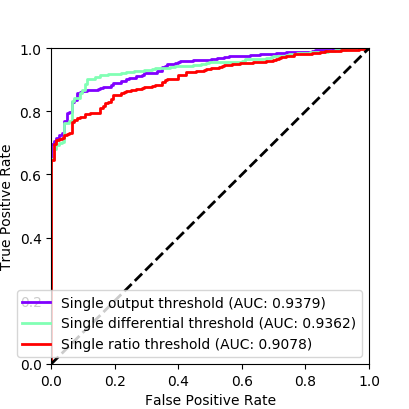 1.0
0.8
0.6
0.4
0.2
0.0
True Positive Rate
Single output threshold (AUC: 0.9379)
Single differential threshold (AUC: 0.9362)
Single ratio threshold (AUC: 0.9078)
0.0 0.2 0.4 0.6 0.8 1.0
False Positive Rate